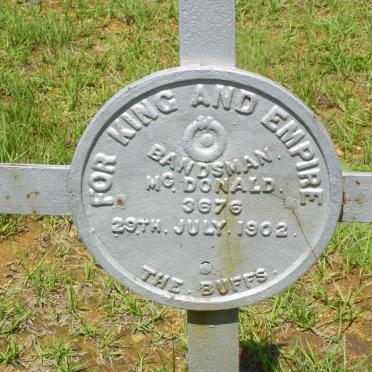 FOR KING AND EMPIRE
BANDSMAN.
MC.DONALD.
3676
29TH. JULY. 1902.
THE. BUFFS.